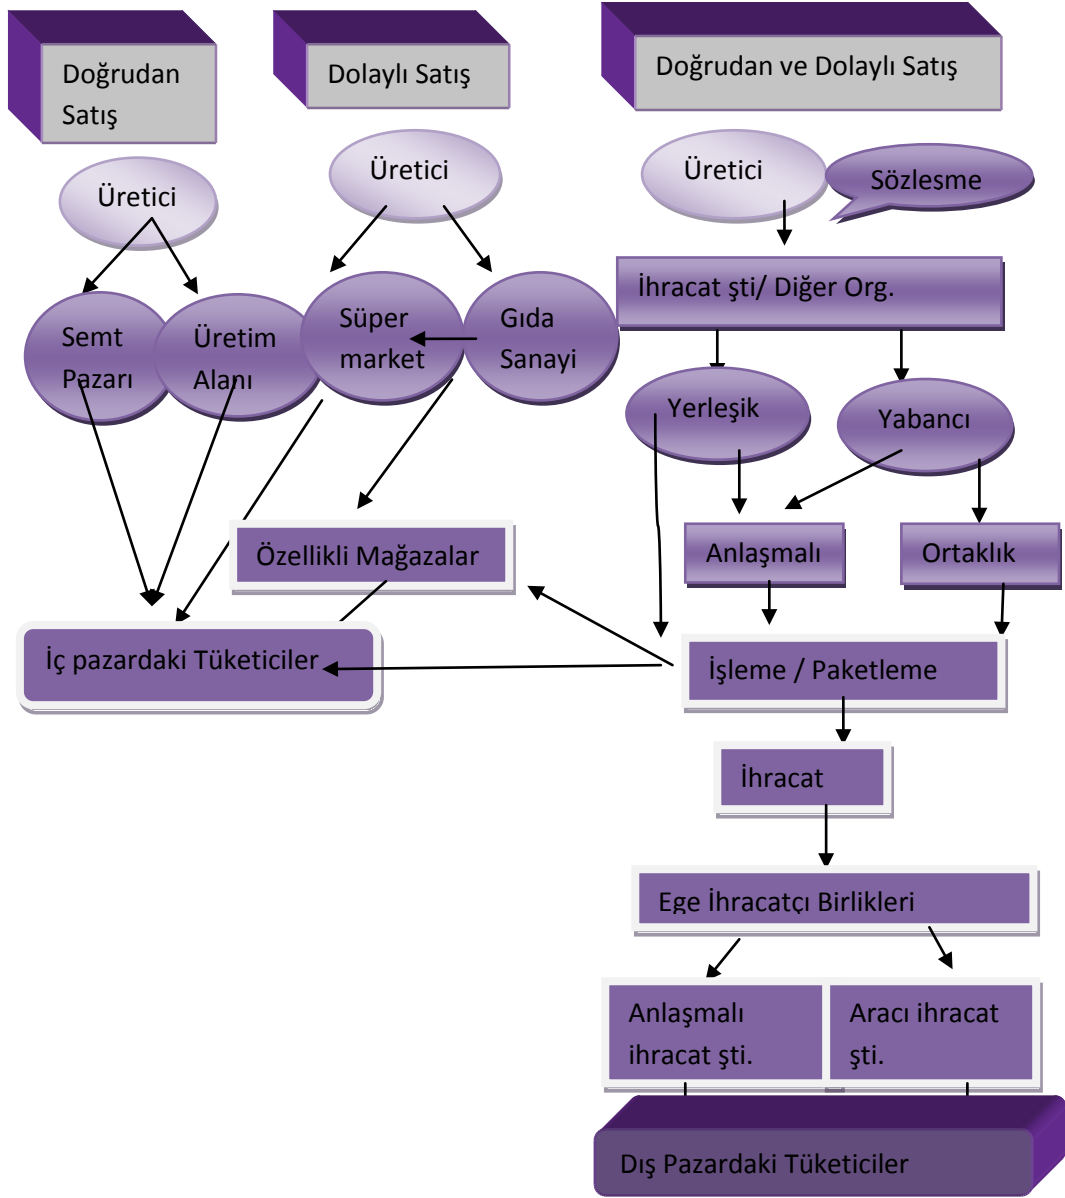 Doğrudan
Satış
Dolaylı Satış
Doğrudan ve Dolaylı Satış
Üretici
Üretici
Üretici
Sözlesme
Semt
Pazarı
Üretim
Alanı
Süper
market
Gıda
Sanayi
İhracat şti/ Diğer Org.
Yerleşik
Yabancı
Özellikli Mağazalar
Anlaşmalı
Ortaklık
İç pazardaki Tüketiciler
İşleme / Paketleme
İhracat
Ege İhracatçı Birlikleri
Anlaşmalı
ihracat şti.
Aracı ihracat
şti.
Dış Pazardaki Tüketiciler